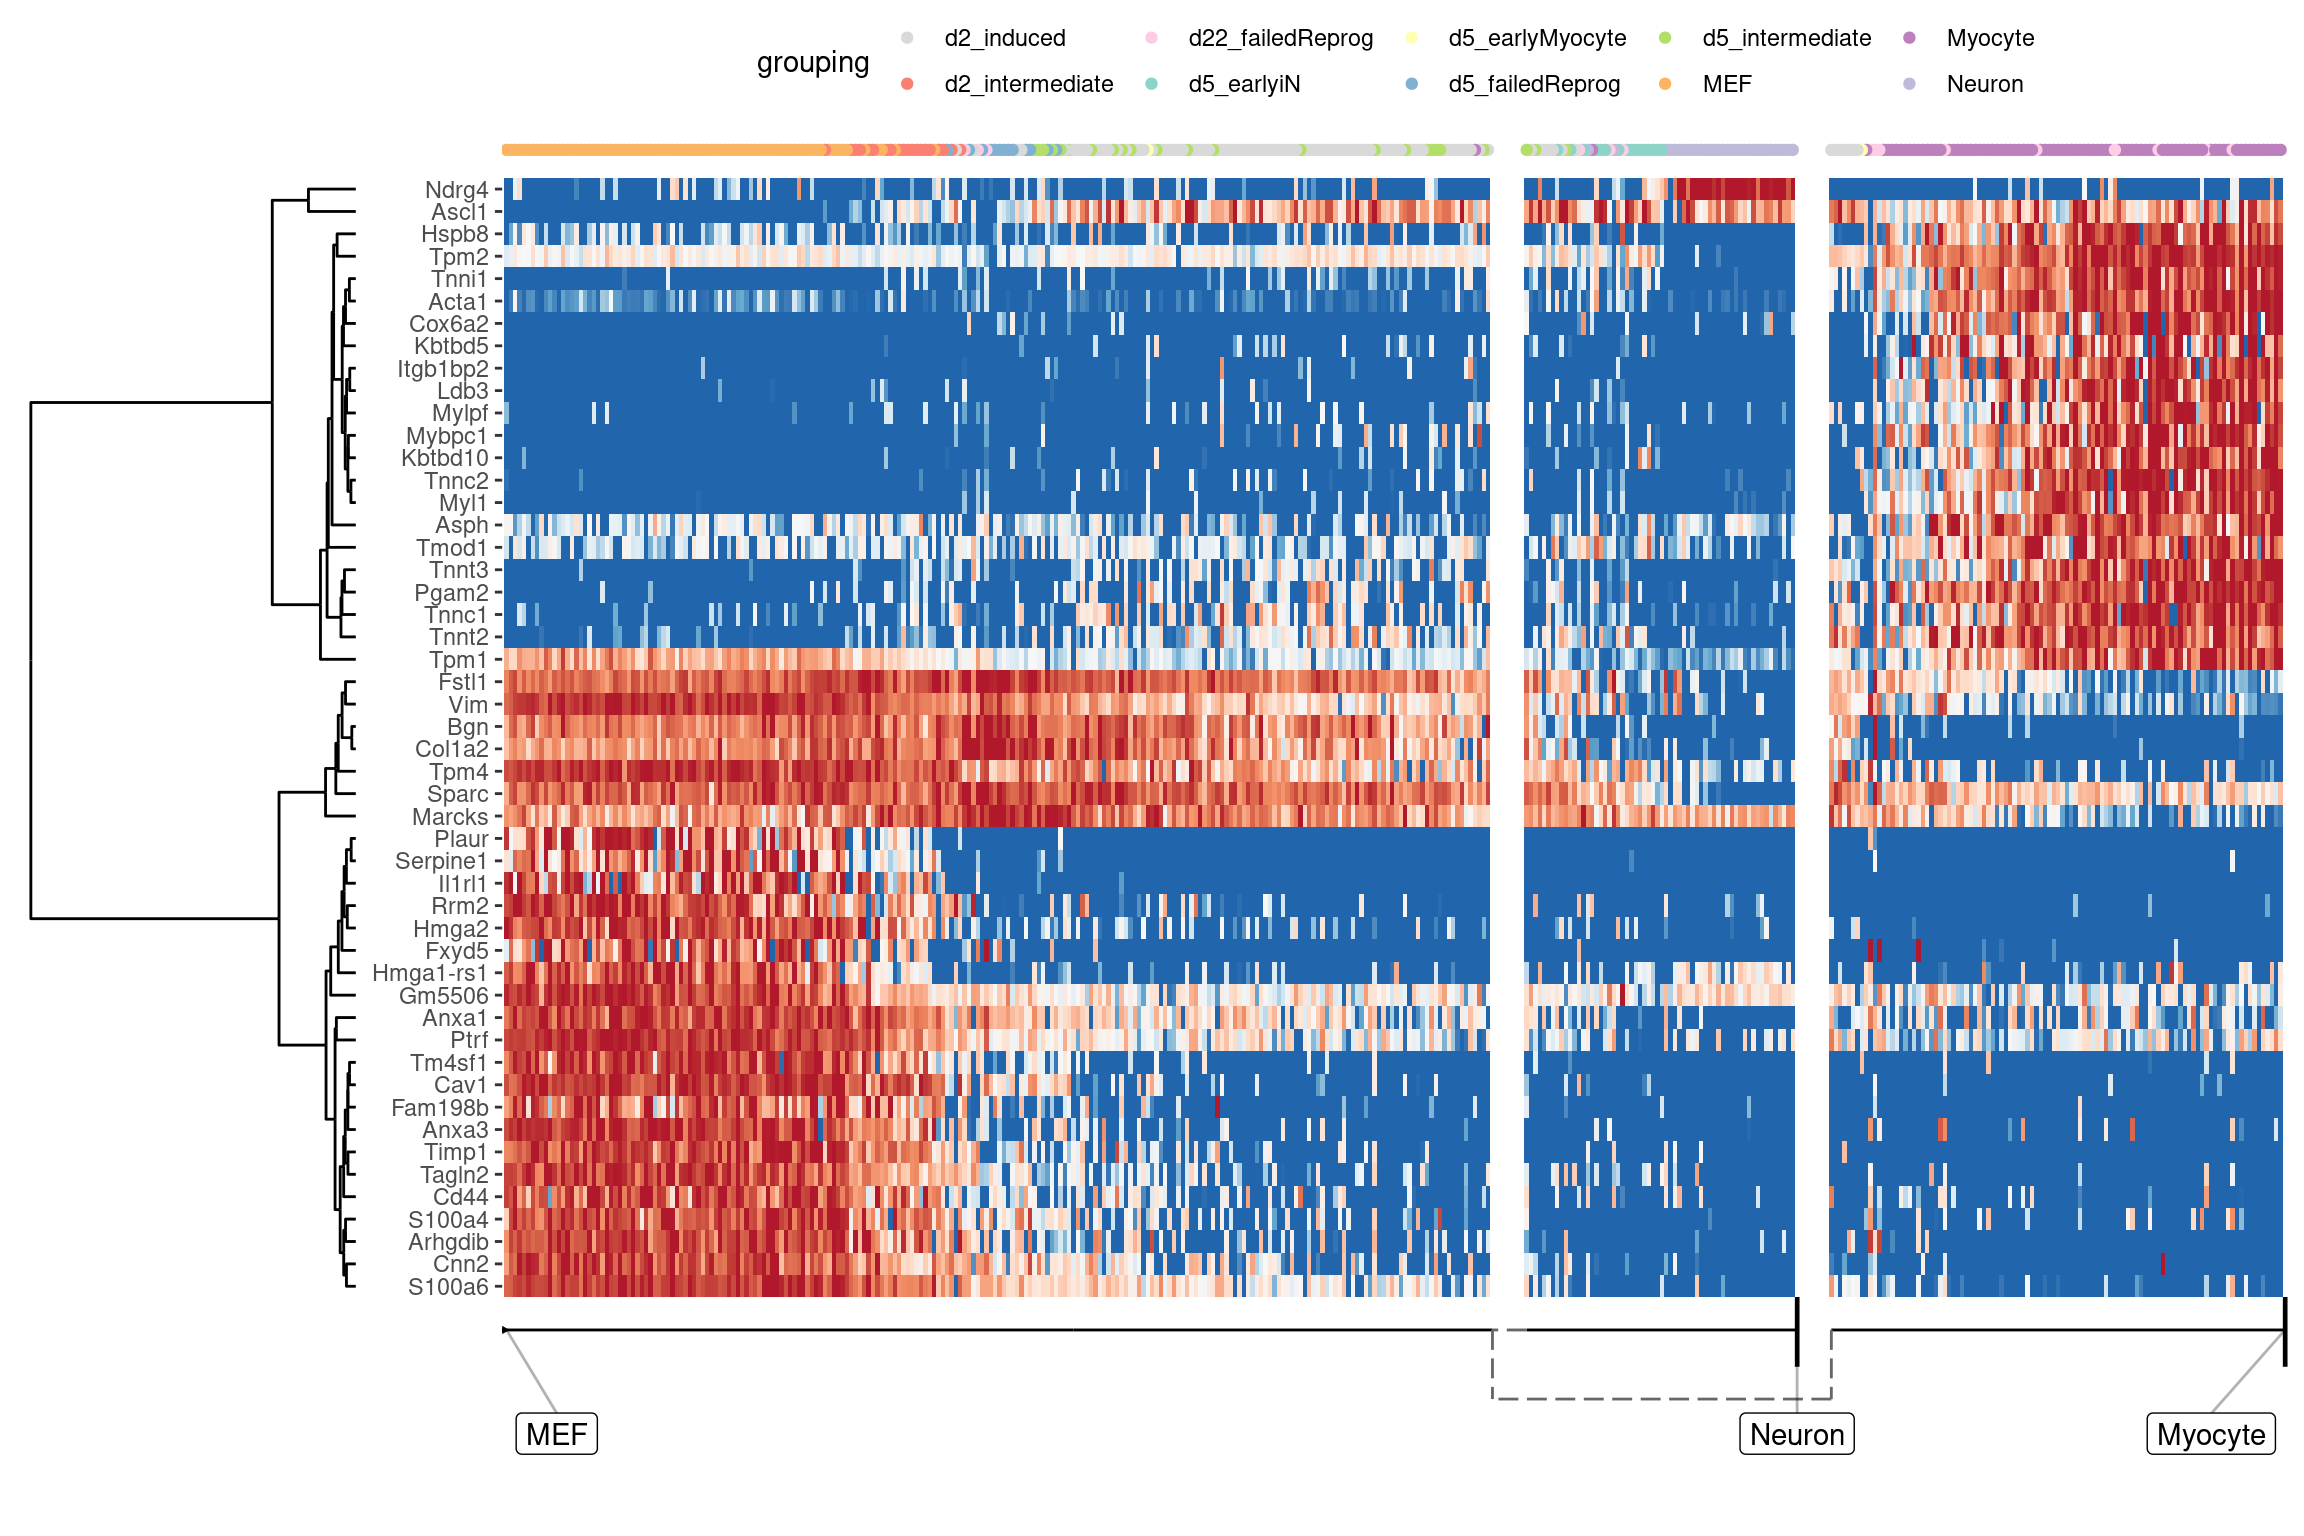 grouping
d2_induced d22_failedReprog d5_earlyMyocyte d5_intermediate Myocyte
d2_intermediate d5_earlyiN d5_failedReprog MEF Neuron
Ndrg4
Ascl1
Hspb8
Tpm2
Tnni1
Acta1
Cox6a2
Kbtbd5
Itgb1bp2
Ldb3
Mylpf
Mybpc1
Kbtbd10
Tnnc2
Myl1
Asph
Tmod1
Tnnt3
Pgam2
Tnnc1
Tnnt2
Tpm1
Fstl1
Vim
Bgn
Col1a2
Tpm4
Sparc
Marcks
Plaur
Serpine1
Il1rl1
Rrm2
Hmga2
Fxyd5
Hmga1-rs1
Gm5506
Anxa1
Ptrf
Tm4sf1
Cav1
Fam198b
Anxa3
Timp1
Tagln2
Cd44
S100a4
Arhgdib
Cnn2
S100a6
MEF Neuron Myocyte